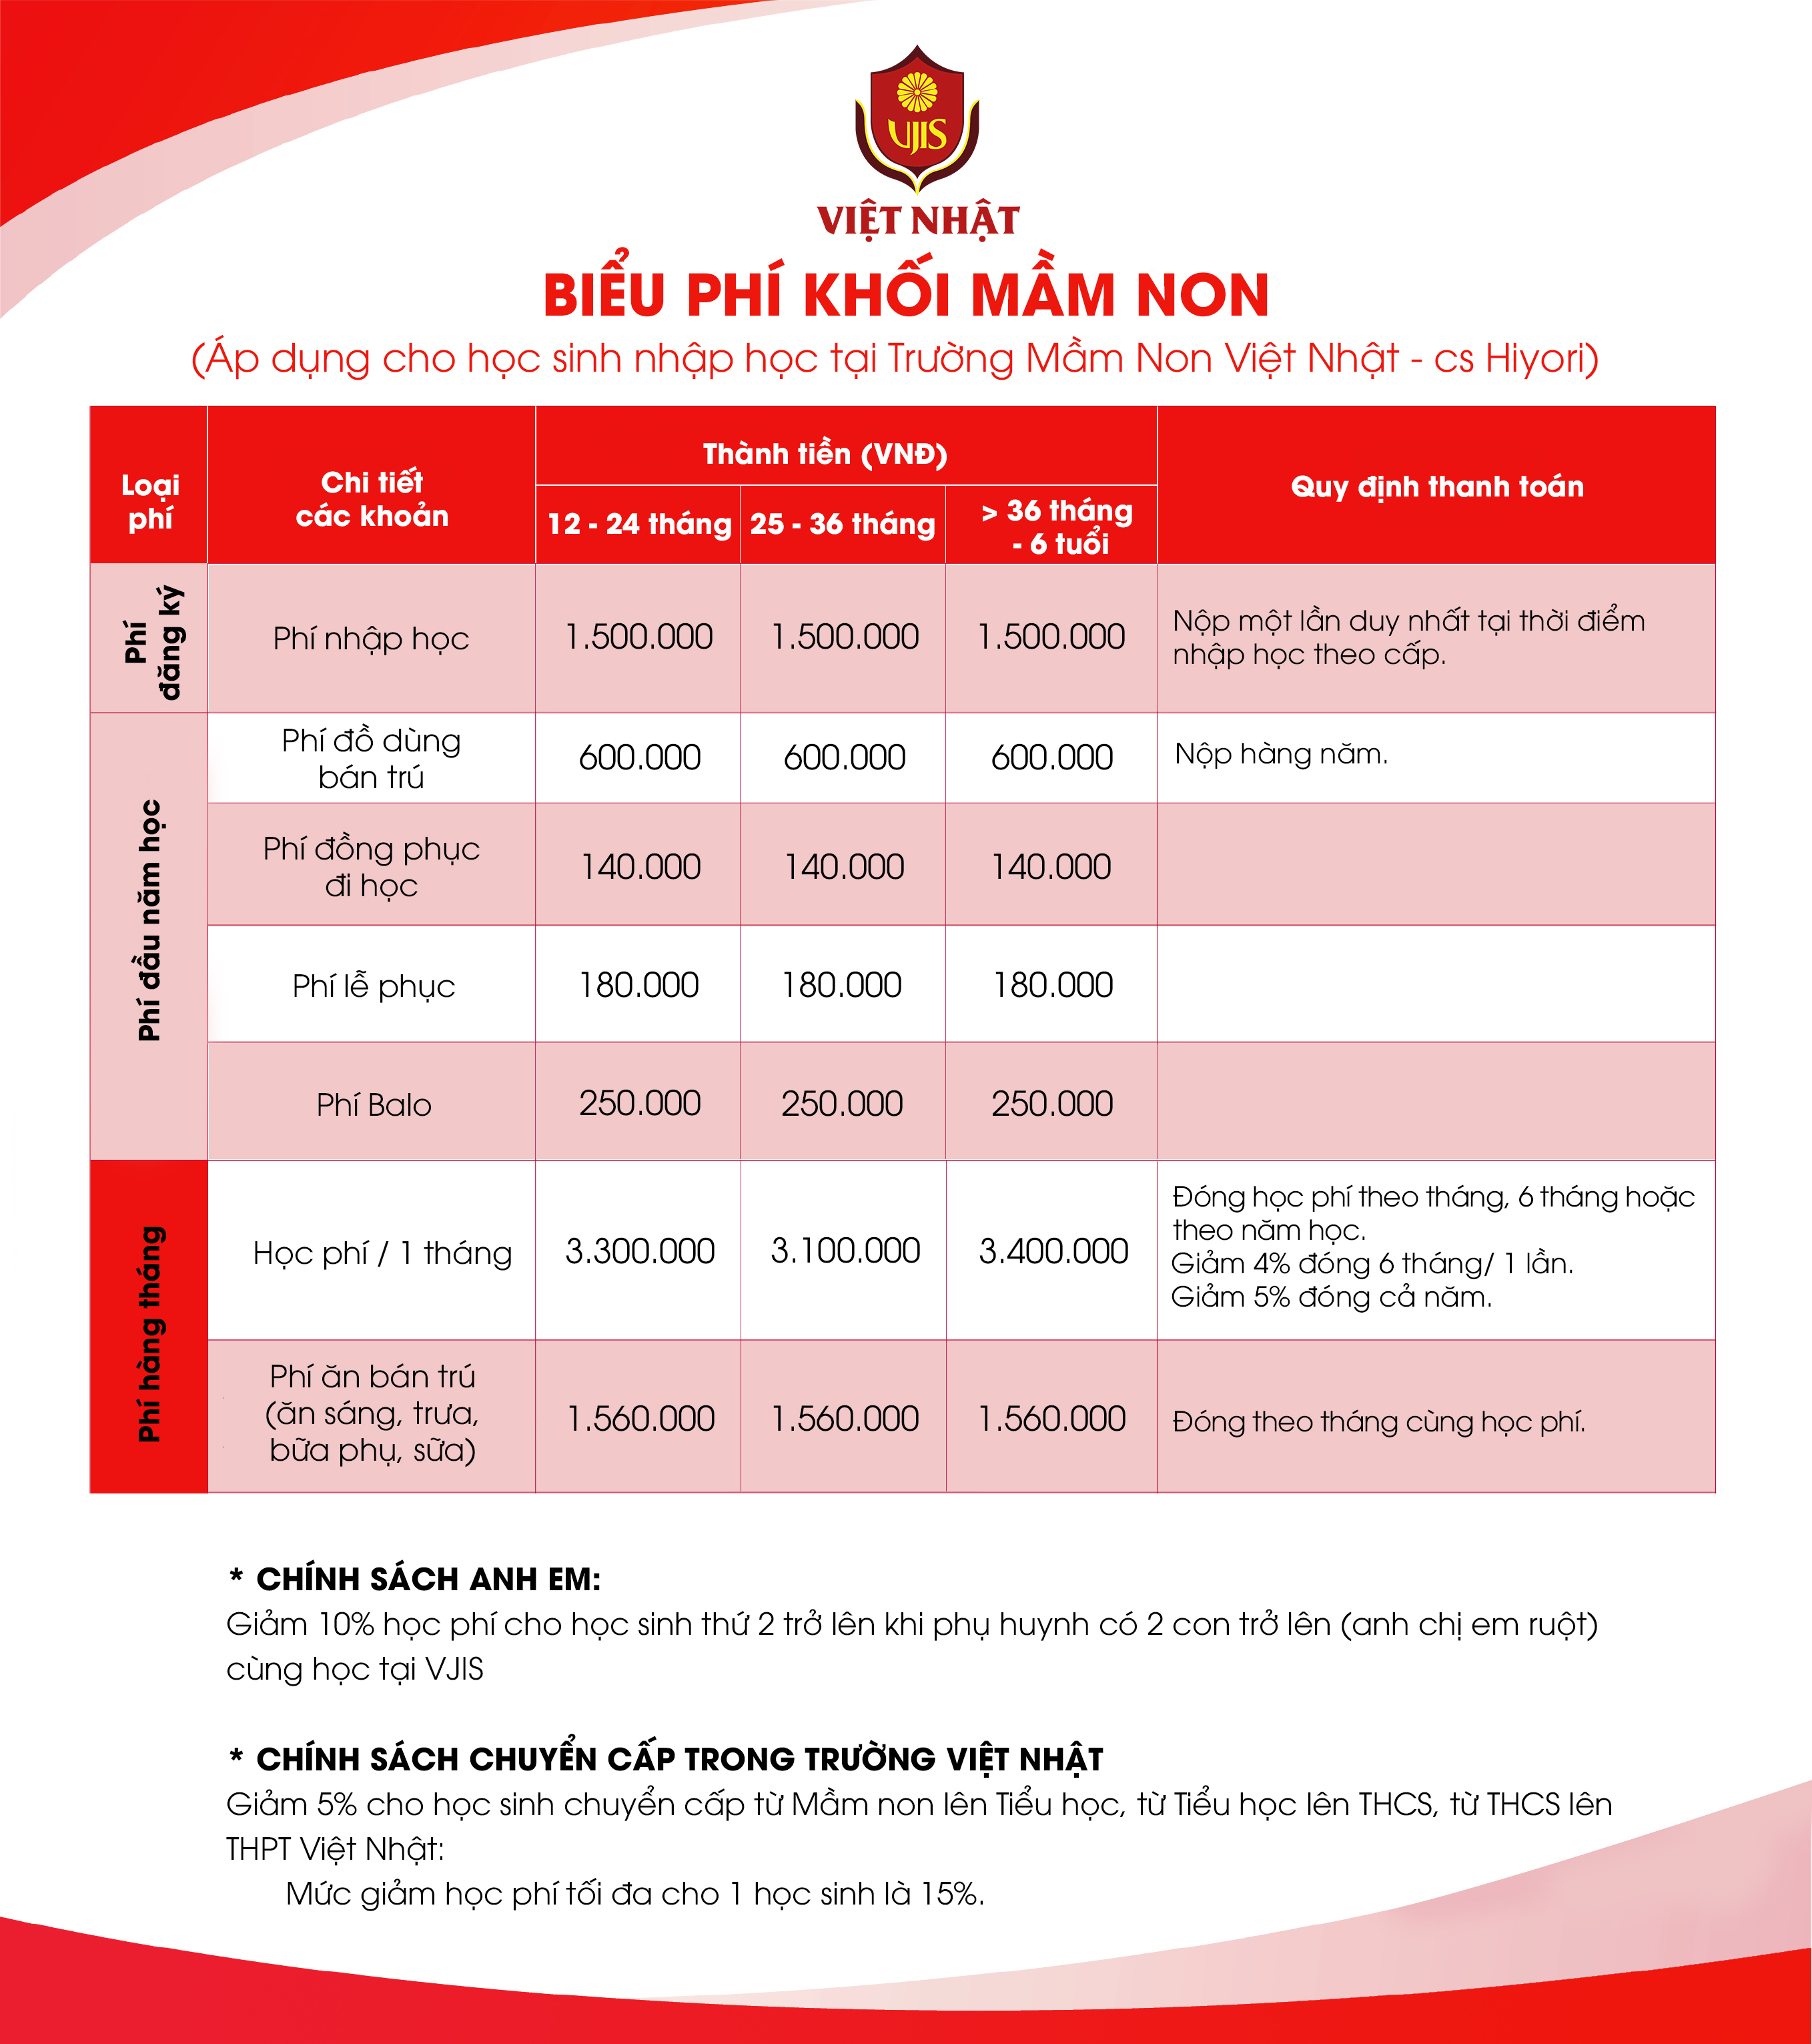 VJIS
VIỆT NHẬT
BIỂU PHÍ KHỐI MẦM NON
(Áp dụng cho học sinh nhập học tại Trường Mầm Non Việt Nhật - cs Hiyori)
Loại
phí
Chi tiết
các khoản
Thành tiền (VNĐ)
12 - 24 tháng
25 - 36 tháng
> 36 tháng
- 6 tuổi
Quy định thanh toán
Phí
đăng ký
Phí nhập học
1.500.000
1.500.000
1.500.000
Nộp một lần duy nhất tại thời điểm
nhập học theo cấp.
Phí đầu năm học
Phí đồ dùng
bán trú
600.000
600.000
600.000
Nộp hàng năm.
Phí đồng phục
đi học
140.000
140.000
140.000
Phí lễ phục
180.000
180.000
180.000
Phí Balo
250.000
250.000
250.000
Phí hàng tháng
Học phí / 1 tháng
3.300.000
3.100.000
3.400.000
Đóng học phí theo tháng, 6 tháng hoặc
theo năm học.
Giảm 4% đóng 6 tháng/ 1 lần.
Giảm 5% đóng cả năm.
Phí ăn bán trú
(ăn sáng, trưa,
bữa phụ, sữa)
1.560.000
1.560.000
1.560.000
Đóng theo tháng cùng học phí.
* CHÍNH SÁCH ANH EM:
Giảm 10% học phí cho học sinh thứ 2 trở lên khi phụ huynh có 2 con trở lên (anh chị em ruột)
cùng học tại VJIS
* CHÍNH SÁCH CHUYỂN CẤP TRONG TRƯỜNG VIỆT NHẬT
Giảm 5% cho học sinh chuyển cấp từ Mầm non lên Tiểu học, từ Tiểu học lên THCS, từ THCS lên
THPT Việt Nhật:
Mức giảm học phí tối đa cho 1 học sinh là 15%.